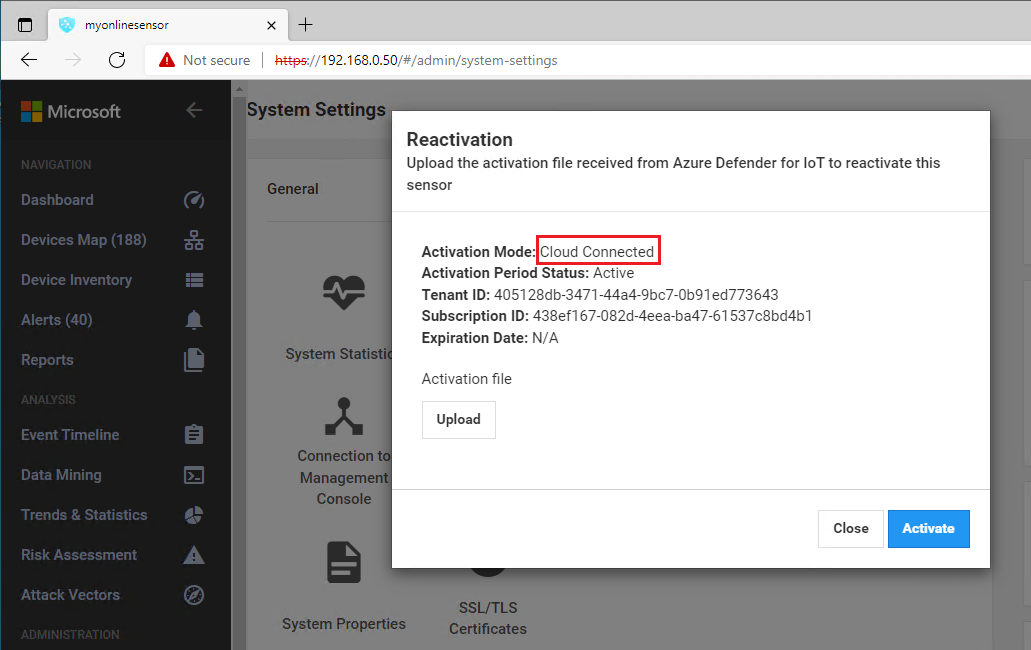 myonlinesensor
Not secure
https://192.168.0.50/#/admin/system-settings
Microsoft
NAVIGATION
Dashboard
Devices Map (188)
Device Inventory
Alerts (40)
Reports
ANALYSIS
Event Timeline
Data Mining
Trends & Statistics
Risk Assessment
Attack Vectors
ADMINISTRATION
System Settings
General
System Statistic
Connection to
Management
Console
System Properties
SSL/TLS
Certificates
Reactivation
Upload the activation file received from Azure Defender for IoT to reactivate this
sensor
Activation Mode: Cloud Connected
Activation Period Status: Active
Tenant ID: 405128db-3471-44a4-9bc7-0b91ed773643
Subscription ID: 438ef167-082d-4eea-ba47-61537c8bd4b1
Expiration Date: N/A
Activation file
Upload
Close
Activate